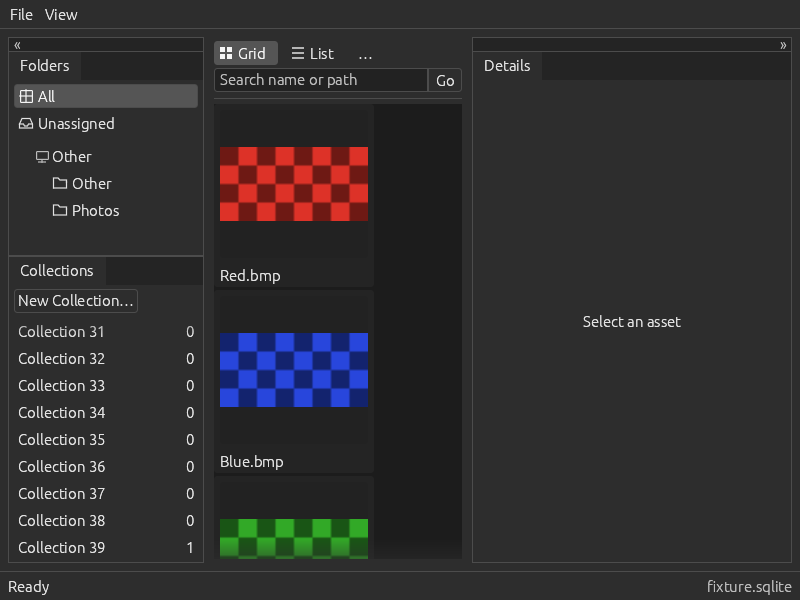 File View
«
Folders
All
Unassigned
Other
Other
Photos
Collections
New Collection...
Collection 31 0
Collection 32 0
Collection 33 0
Collection 34 0
Collection 35 0
Collection 36 0
Collection 37 0
Collection 38 0
Collection 39 1
Grid List ...
Search name or path Go
Red.bmp
Blue.bmp
»
Details
Select an asset
Ready fixture.sqlite